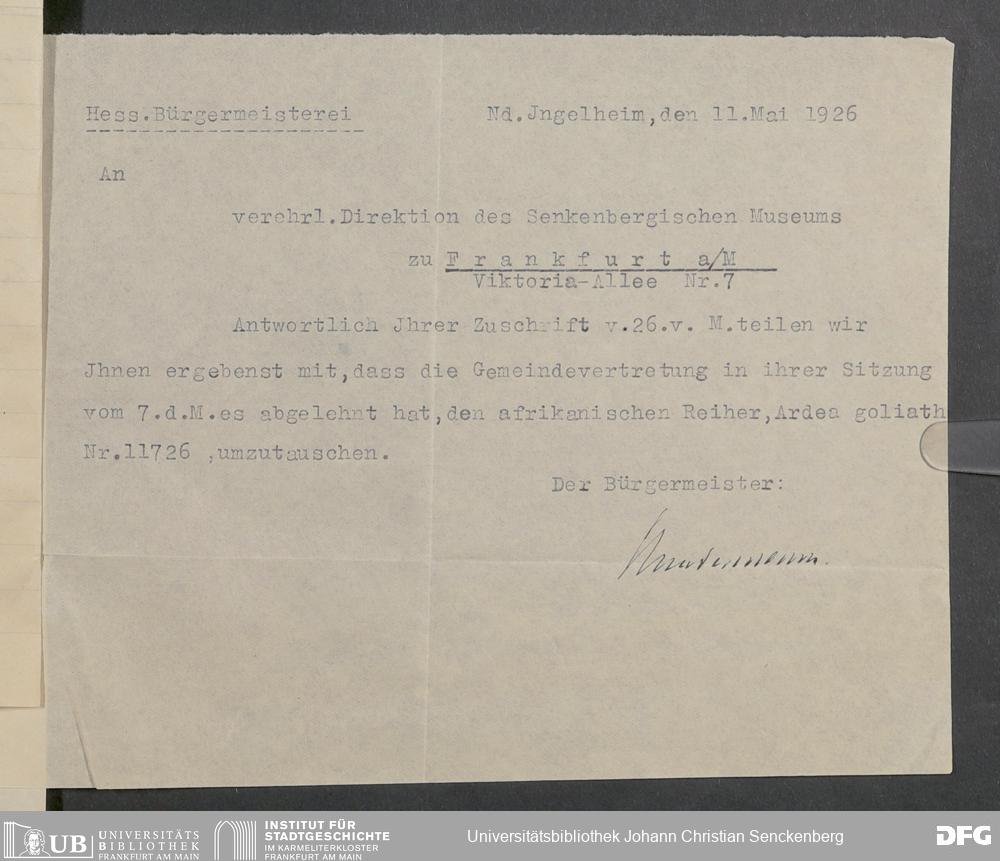 Hess.Bürgermeisterei
Nd.Jngelheim,den 11.Mai 1926
An
verehrl.Direktion des Senkenbergischen Museums
zu F r a n k f u r t a/M
Viktoria-Allee Nr.7
Antwortlich Jhrer Zuschrift v.26.v. M.teilen wir
Jhnen ergebenst mit,dass die Gemeindevertretung in ihrer Sitzung
vom 7.d.M.es abgelehnt hat,den afrikanischen Reiher,Ardea goliath
Nr.11726 ,umzutauschen.
Der Bürgermeister:
UB
UNIVERSITÄTS
BIBLIOTHEK
FRANKFURT AM MAIN
INSTITUT FÜR
STADTGESCHICHTE
IM KARMELITERKLOSTER
FRANKFURT AM MAIN
Universitätsbibliothek Johann Christian Senckenberg
DFG